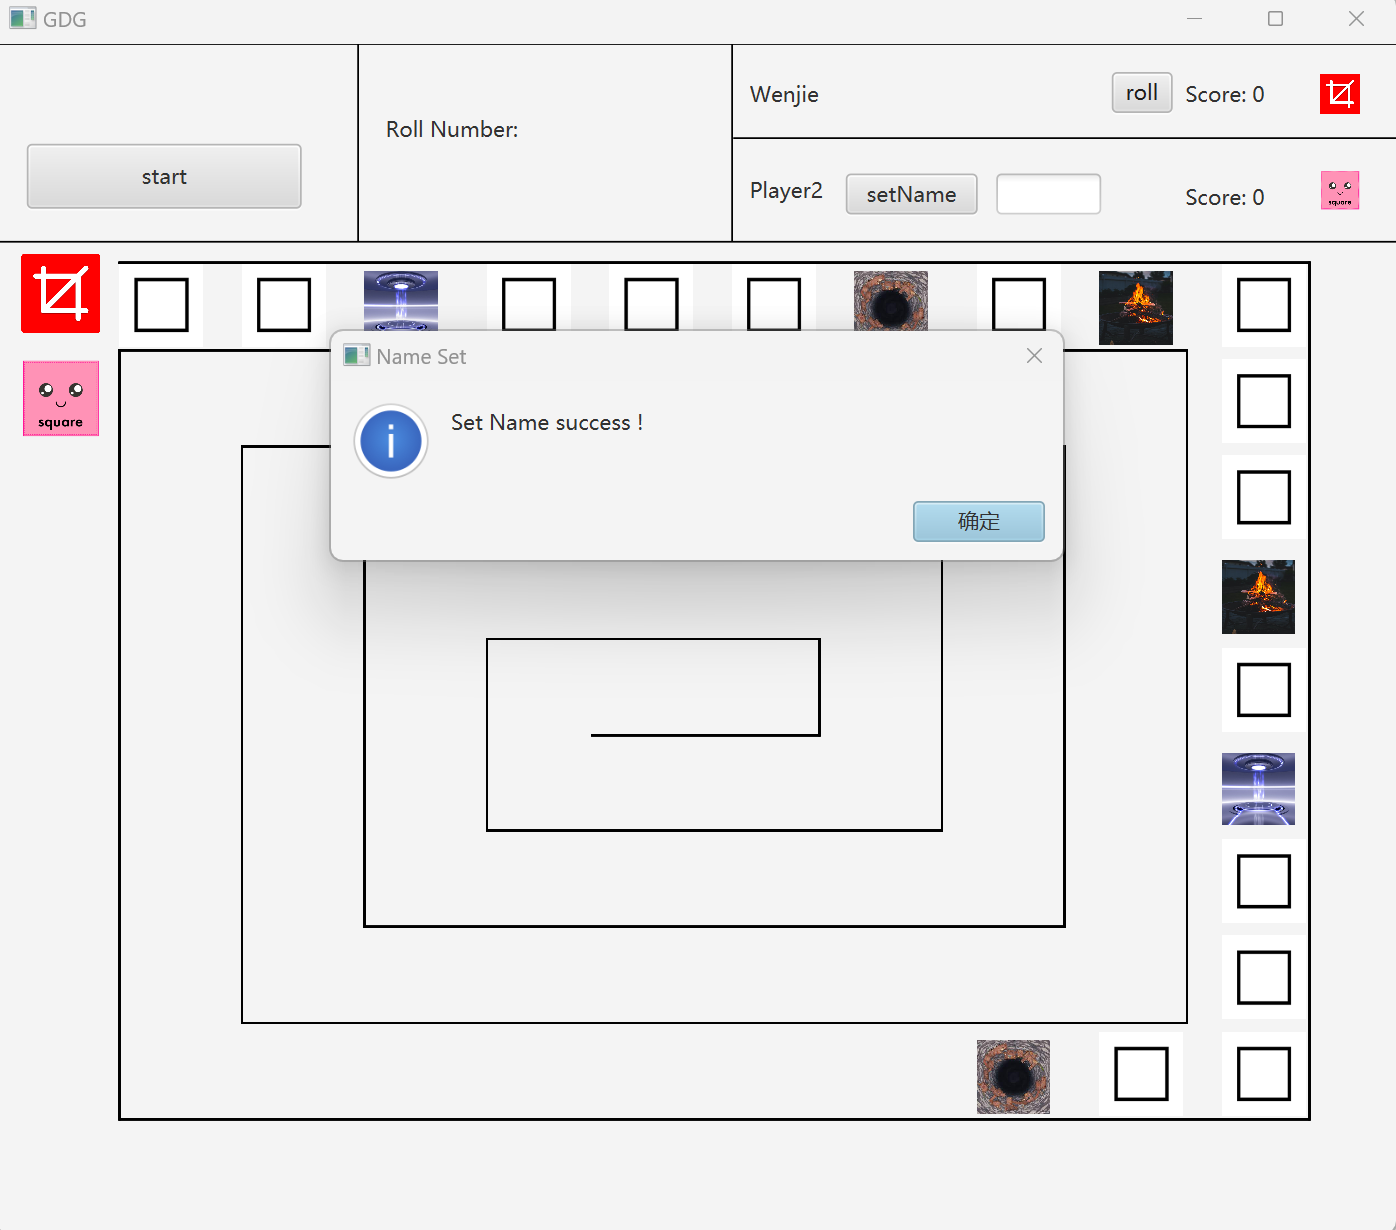 GDG
Wenjie
roll
Score: 0
Roll Number:
start
Player2
setName
Score: 0
square
square
Name Set
Set Name success !
确定